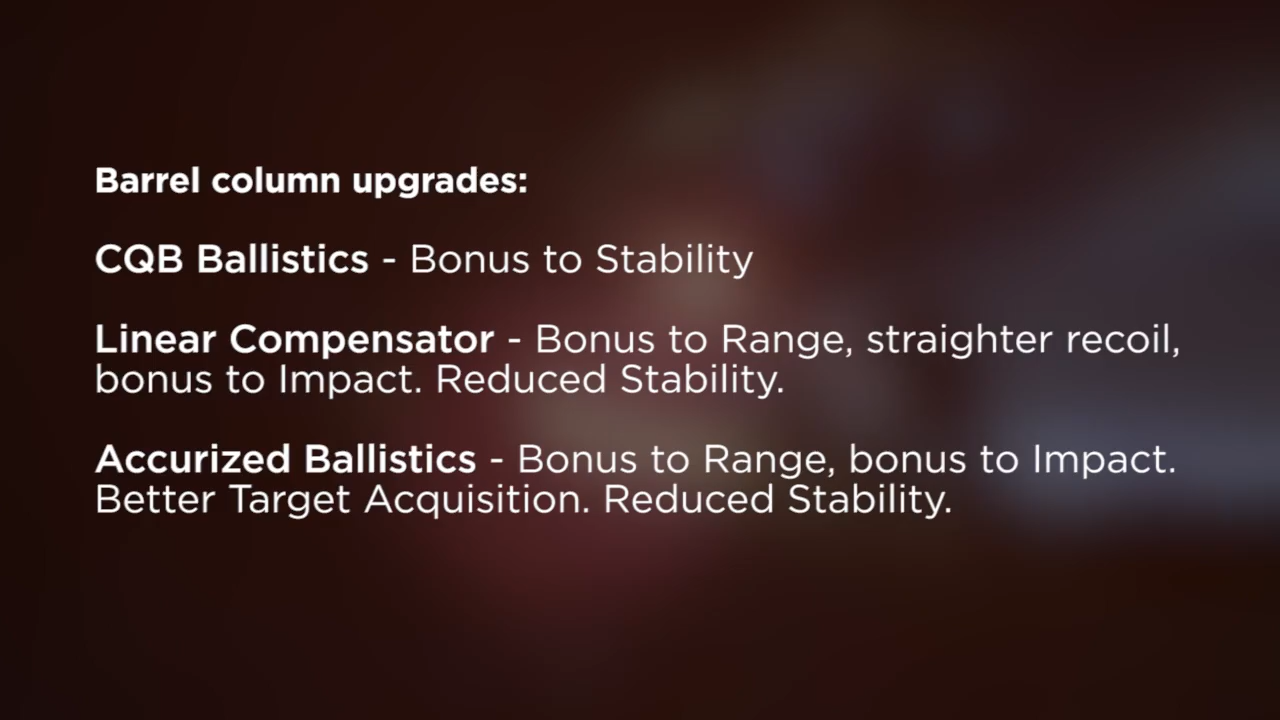 Barrel column upgrades:
CQB Ballistics - Bonus to Stability
Linear Compensator - Bonus to Range, straighter recoil,
bonus to Impact. Reduced Stability.
Accurized Ballistics - Bonus to Range, bonus to Impact.
Better Target Acquisition. Reduced Stability.